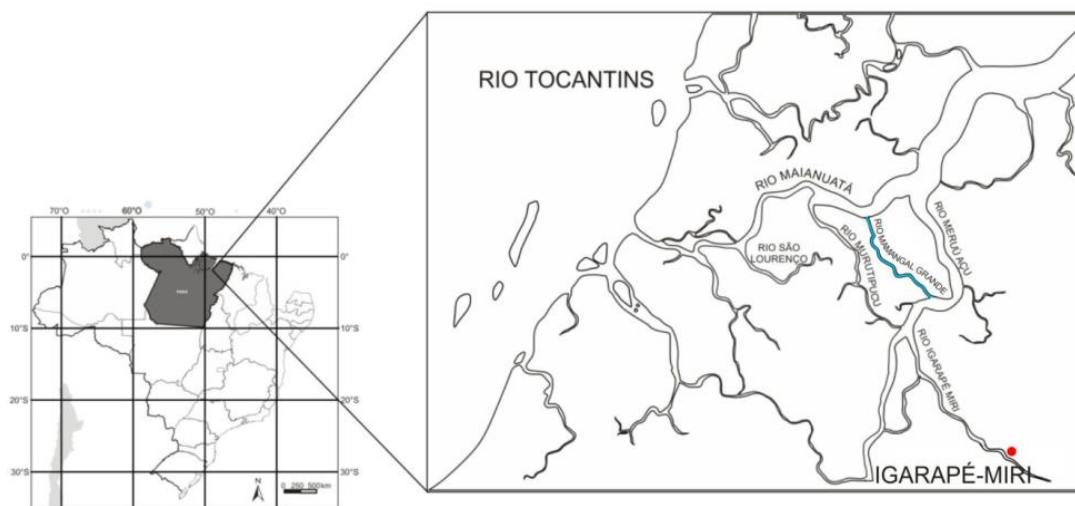 RIO TOCANTINS
RIO MAIANUATÁ
RIO SÃO
LOURENÇO
RIO MURUTIPUCU
RIO MAMANGAL GRANDE
RIO MERUÚ AÇU
RIO IGARAPÉ MIRI
IGARAPÉ-MIRI
70°O 60°O 50°O 40°O
0° 0°
PARÁ
10°S 10°S
20°S 20°S
30°S 30°S
N
0 250 500km